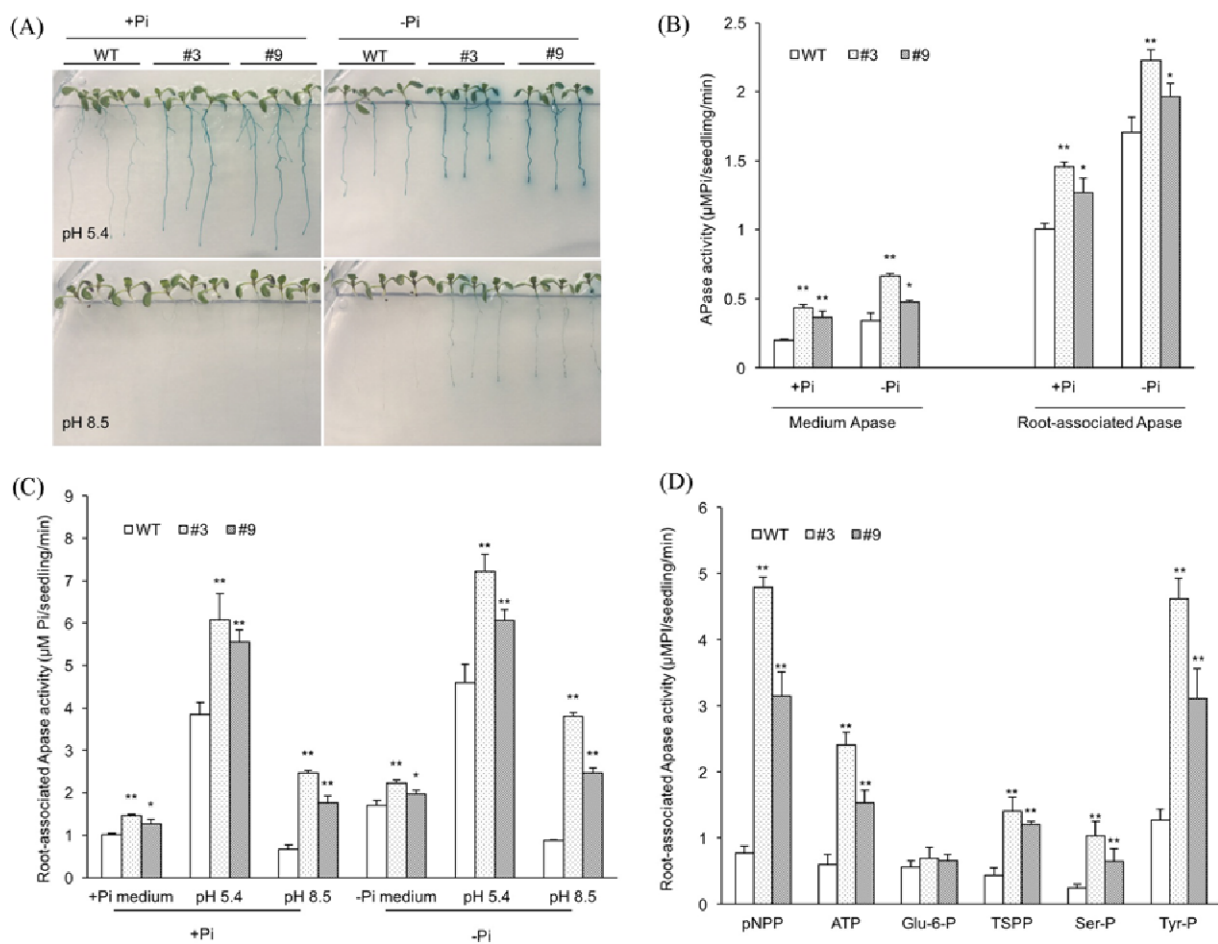 (A)
+Pi -Pi
WT #3 #9 WT #3 #9
pH 5.4
pH 8.5
(B)
WT #3 #9
APase activity (µMPi/seedlimg/min)
2.5
2
1.5
1
0.5
0
** ** ** * ** * ** *
+Pi -Pi +Pi -Pi
Medium Apase Root-associated Apase
(C)
WT #3 #9
Root-associated Apase activity (µM Pi/seedling/min)
9
8
7
6
5
4
3
2
1
0
** * ** ** ** ** ** * ** ** ** **
+Pi medium pH 5.4 pH 8.5 -Pi medium pH 5.4 pH 8.5
+Pi -Pi
(D)
WT #3 #9
Root-associated Apase activity (µMPI/seedling/min)
6
5
4
3
2
1
0
** ** ** ** ** ** ** ** ** **
pNPP ATP Glu-6-P TSPP Ser-P Tyr-P